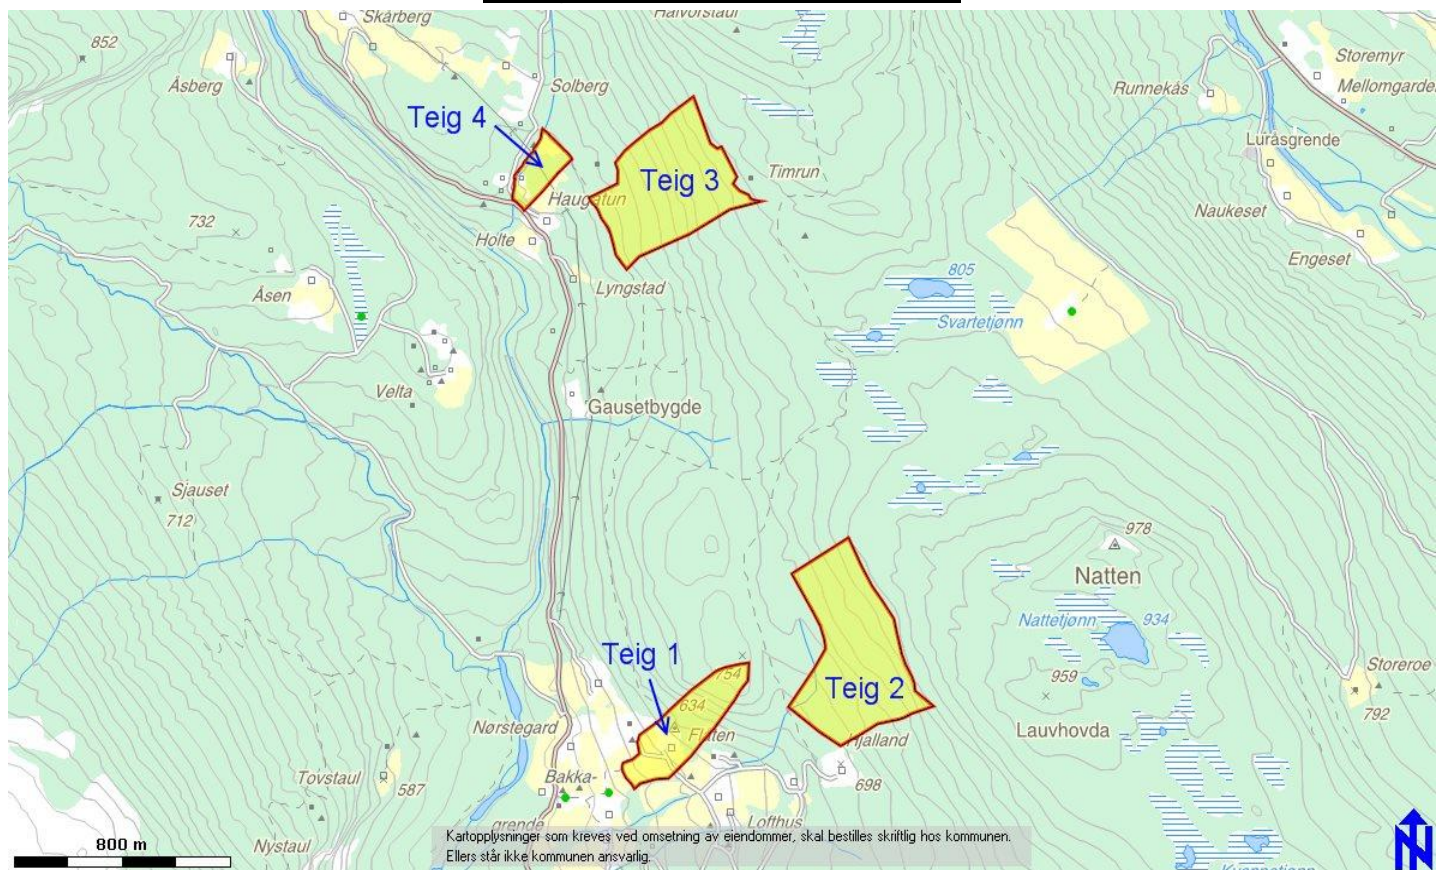 Skårberg
Halvorstaul
852
Åsberg
Storemyr
Solberg
Runnekås
Mellomgarden
Teig 4
Luråsgrende
Timrun
Teig 3
Haugatun
732
Naukeset
Holte
Engeset
805
Åsen
Lyngstad
Svartetjønn
Velta
Gausetbygde
Sjauset
712
978
Natten
Nattetjønn
934
Teig 1
Storeroe
754
959
Teig 2
634
792
Nørstegard
Flaten
Lauvhovda
Hjalland
Tovstaul
Bakka-
587
698
grende
Lofthus
800 m
Nystaul
Kartopplysninger som kreves ved omsetning av eiendommer, skal bestilles skriftlig hos kommunen.
Ellers står ikke kommunen ansvarlig.
N